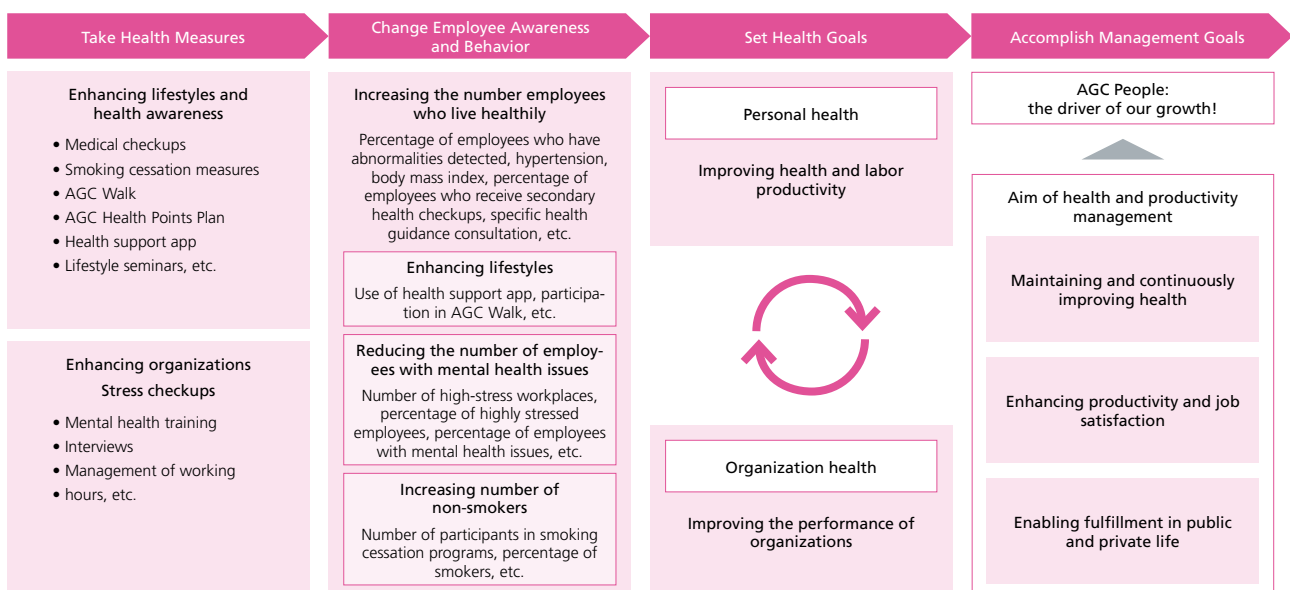 Take Health Measures
Change Employee Awareness
and Behavior
Set Health Goals
Accomplish Management Goals
Enhancing lifestyles and
health awareness
• Medical checkups
• Smoking cessation measures
• AGC Walk
• AGC Health Points Plan
• Health support app
• Lifestyle seminars, etc.
Enhancing organizations
Stress checkups
• Mental health training
• Interviews
• Management of working
• hours, etc.
Increasing the number employees
who live healthily
Percentage of employees who have
abnormalities detected, hypertension,
body mass index, percentage of
employees who receive secondary
health checkups, specific health
guidance consultation, etc.
Enhancing lifestyles
Use of health support app, participa-
tion in AGC Walk, etc.
Reducing the number of employ-
ees with mental health issues
Number of high-stress workplaces,
percentage of highly stressed
employees, percentage of employees
with mental health issues, etc.
Increasing number of
non-smokers
Number of participants in smoking
cessation programs, percentage of
smokers, etc.
Personal health
Improving health and labor
productivity
Organization health
Improving the performance of
organizations
AGC People:
the driver of our growth!
Aim of health and productivity
management
Maintaining and continuously
improving health
Enhancing productivity and job
satisfaction
Enabling fulfillment in public
and private life